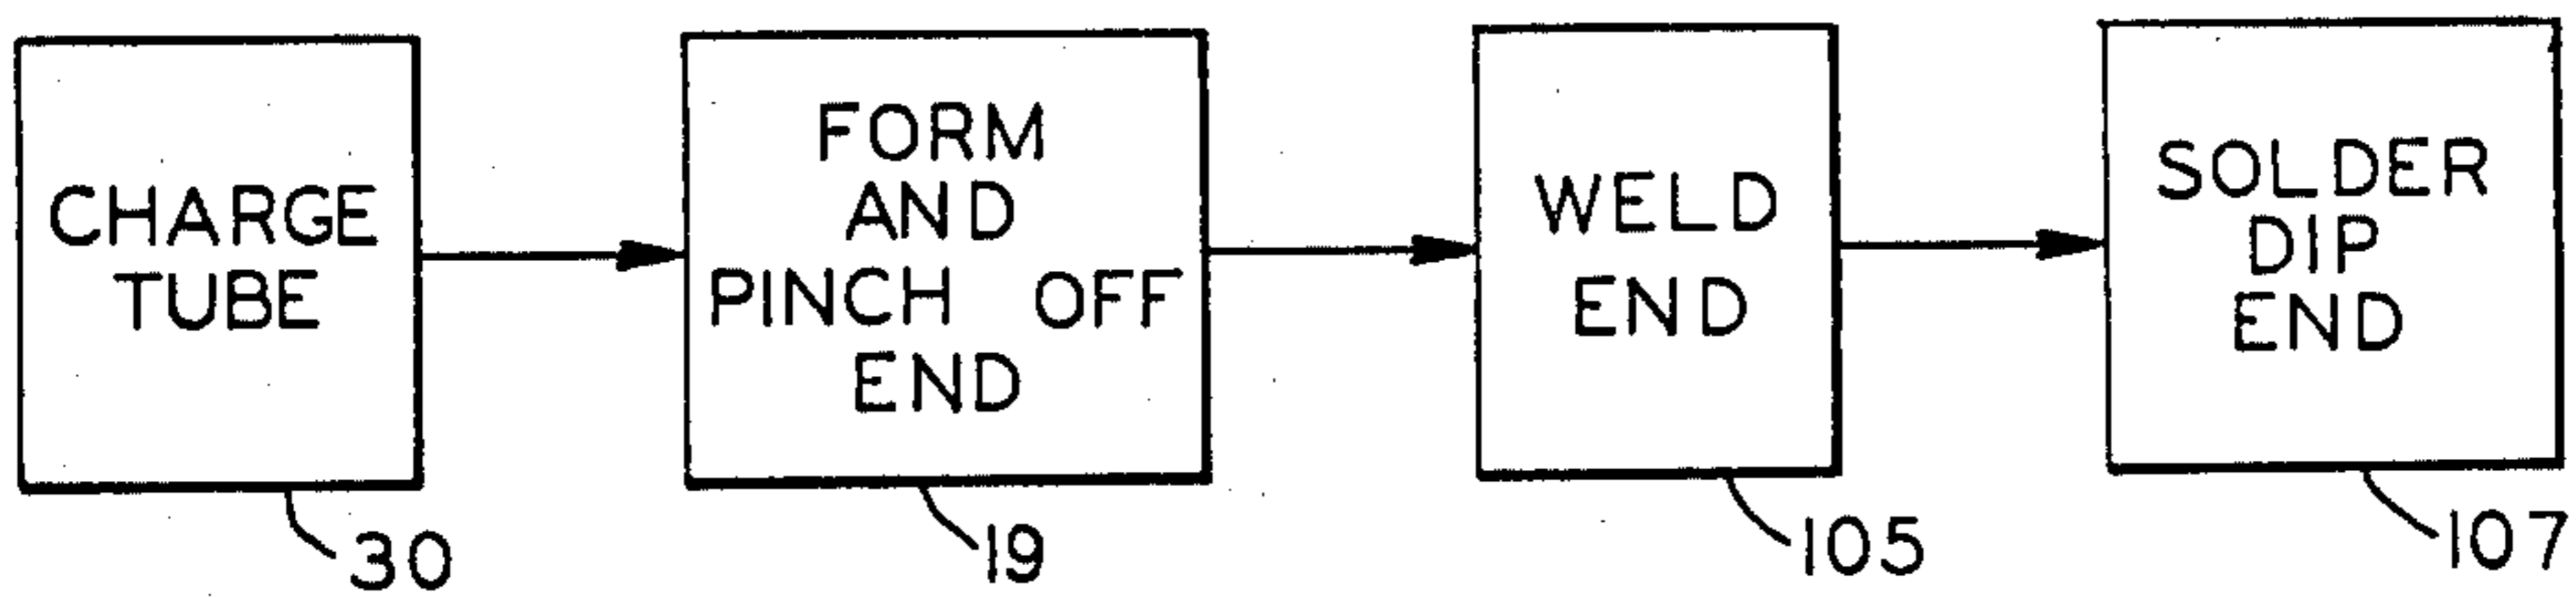 CHARGE
TUBE
30
FORM
AND
PINCH OFF
END
19
WELD
END
105
SOLDER
DIP
END
107